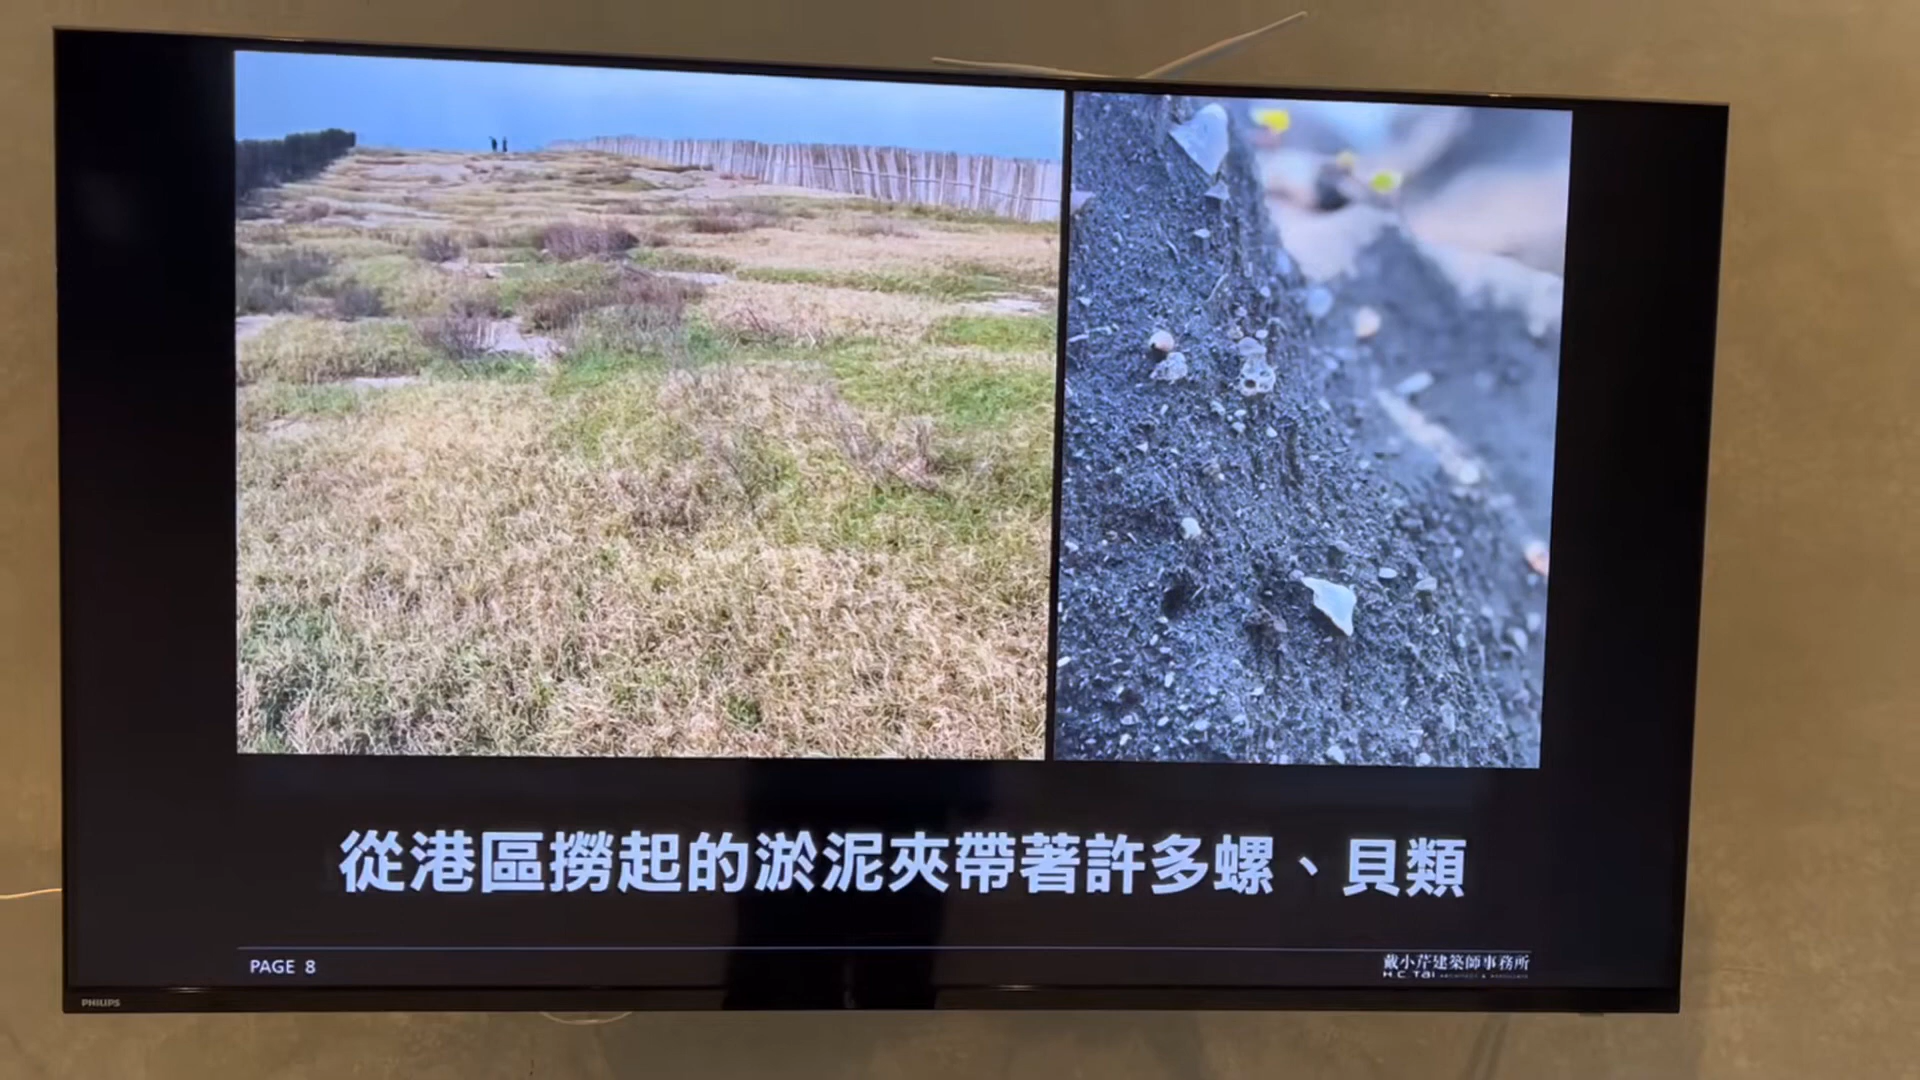 從港區撈起的淤泥夾帶著許多螺、貝類
PAGE 8
戴小芹建築師事務所
H.C.Tai
PHILIPS